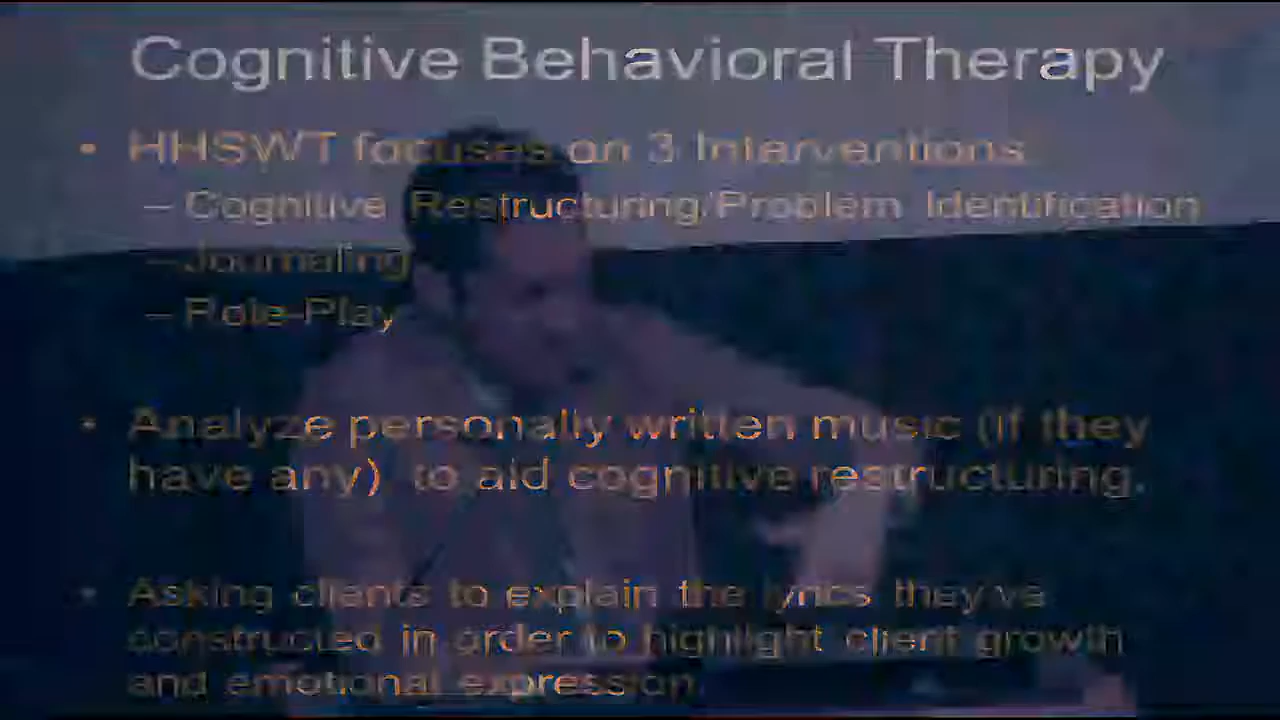 Cognitive Behavioral Therapy
• HHSWT focuses on 3 Interventions
– Cognitive Restructuring/Problem Identification
– Journaling
– Role-Play
• Analyze personally written music (if they
have any) to aid cognitive restructuring.
• Asking clients to explain the lyrics they've
constructed in order to highlight client growth
and emotional expression.